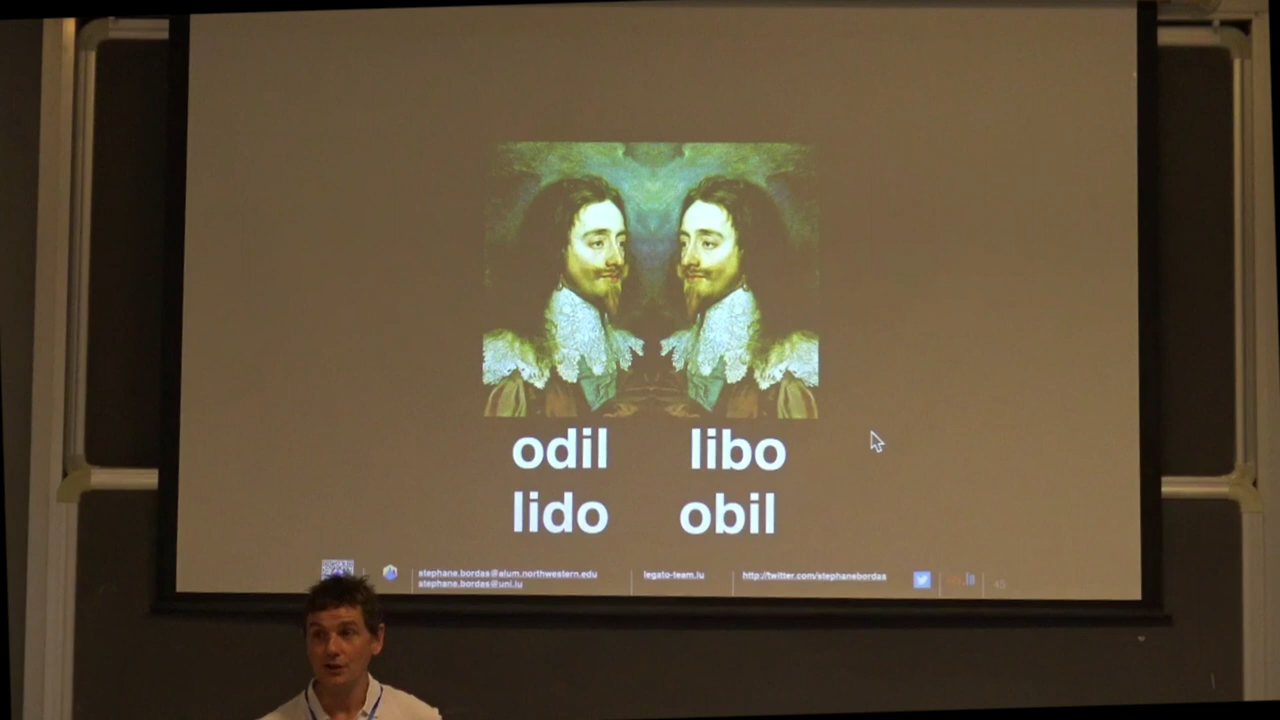 odil libo
lido obil
stephane.bordas@alum.northwestern.edu
stephane.bordas@uni.lu
legato-team.lu
http://twitter.com/stephanebordas
45